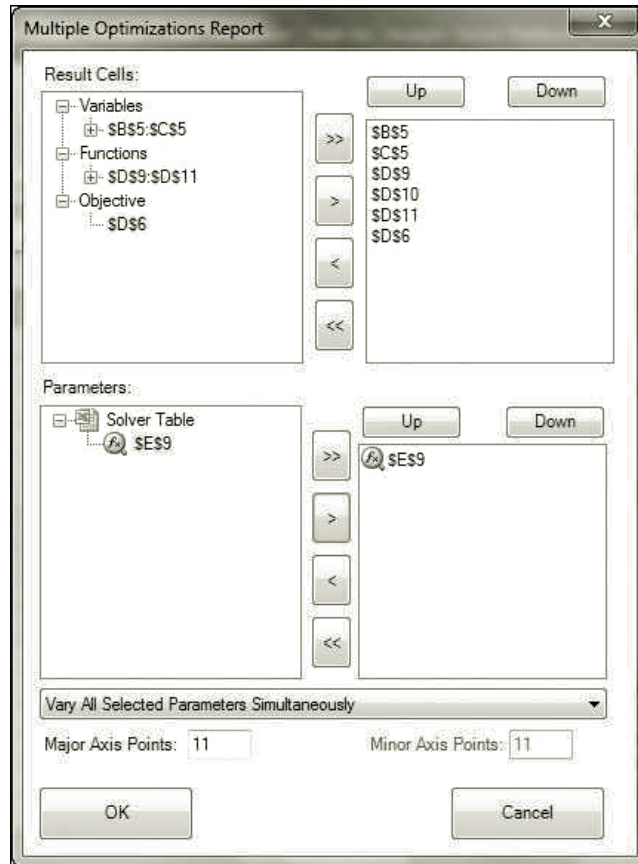 Multiple Optimizations Report
X
Result Cells:
Up
Down
Variables
$B$5:$C$5
Functions
$D$9:$D$11
Objective
$D$6
>>
>
<
<<
$B$5
$C$5
$D$9
$D$10
$D$11
$D$6
Parameters:
Up
Down
Solver Table
fx $E$9
>>
>
<
<<
fx $E$9
Vary All Selected Parameters Simultaneously
Major Axis Points: 11
Minor Axis Points: 11
OK
Cancel